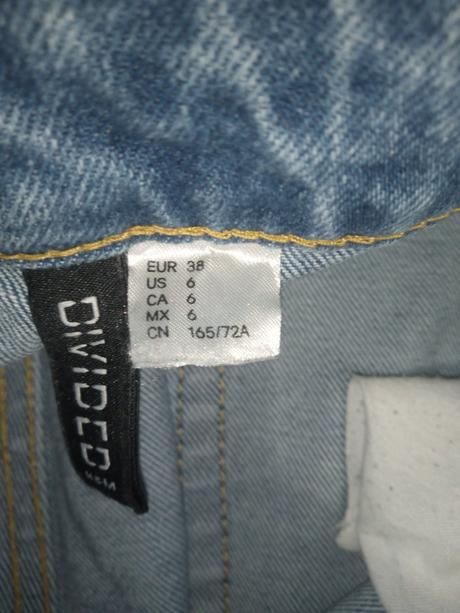 EUR 38
US 6
CA 6
MX 6
CN 165/72A
DIVIDED
H&M